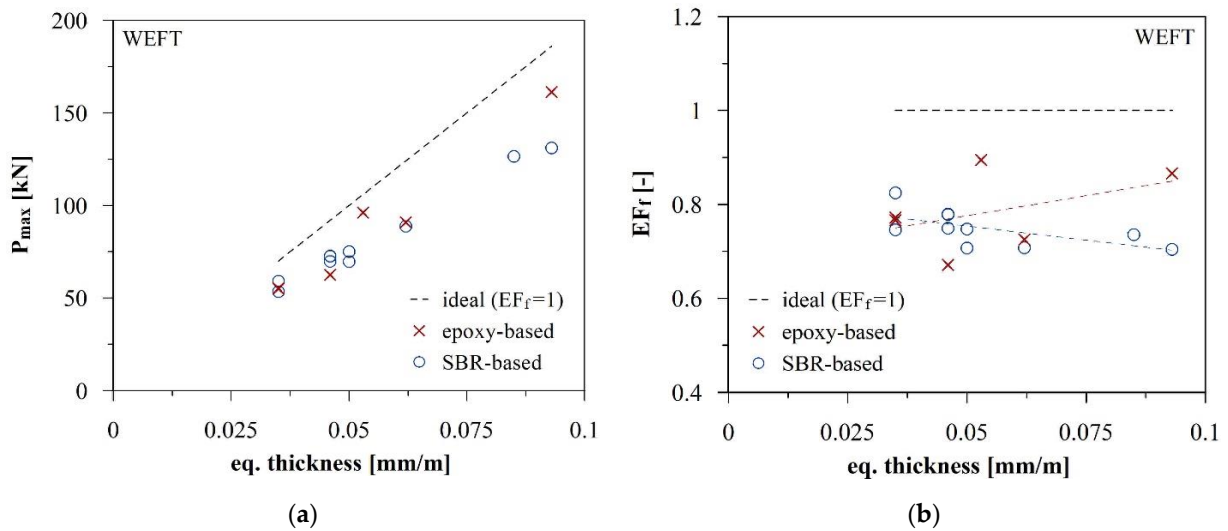 WEFT
200
150
100
50
0
P_max [kN]
0 0.025 0.05 0.075 0.1
eq. thickness [mm/m]
ideal (EF_f=1)
epoxy-based
SBR-based
(a)
WEFT
1.2
1
0.8
0.6
0.4
EF_f [-]
0 0.025 0.05 0.075 0.1
eq. thickness [mm/m]
ideal (EF_f=1)
epoxy-based
SBR-based
(b)